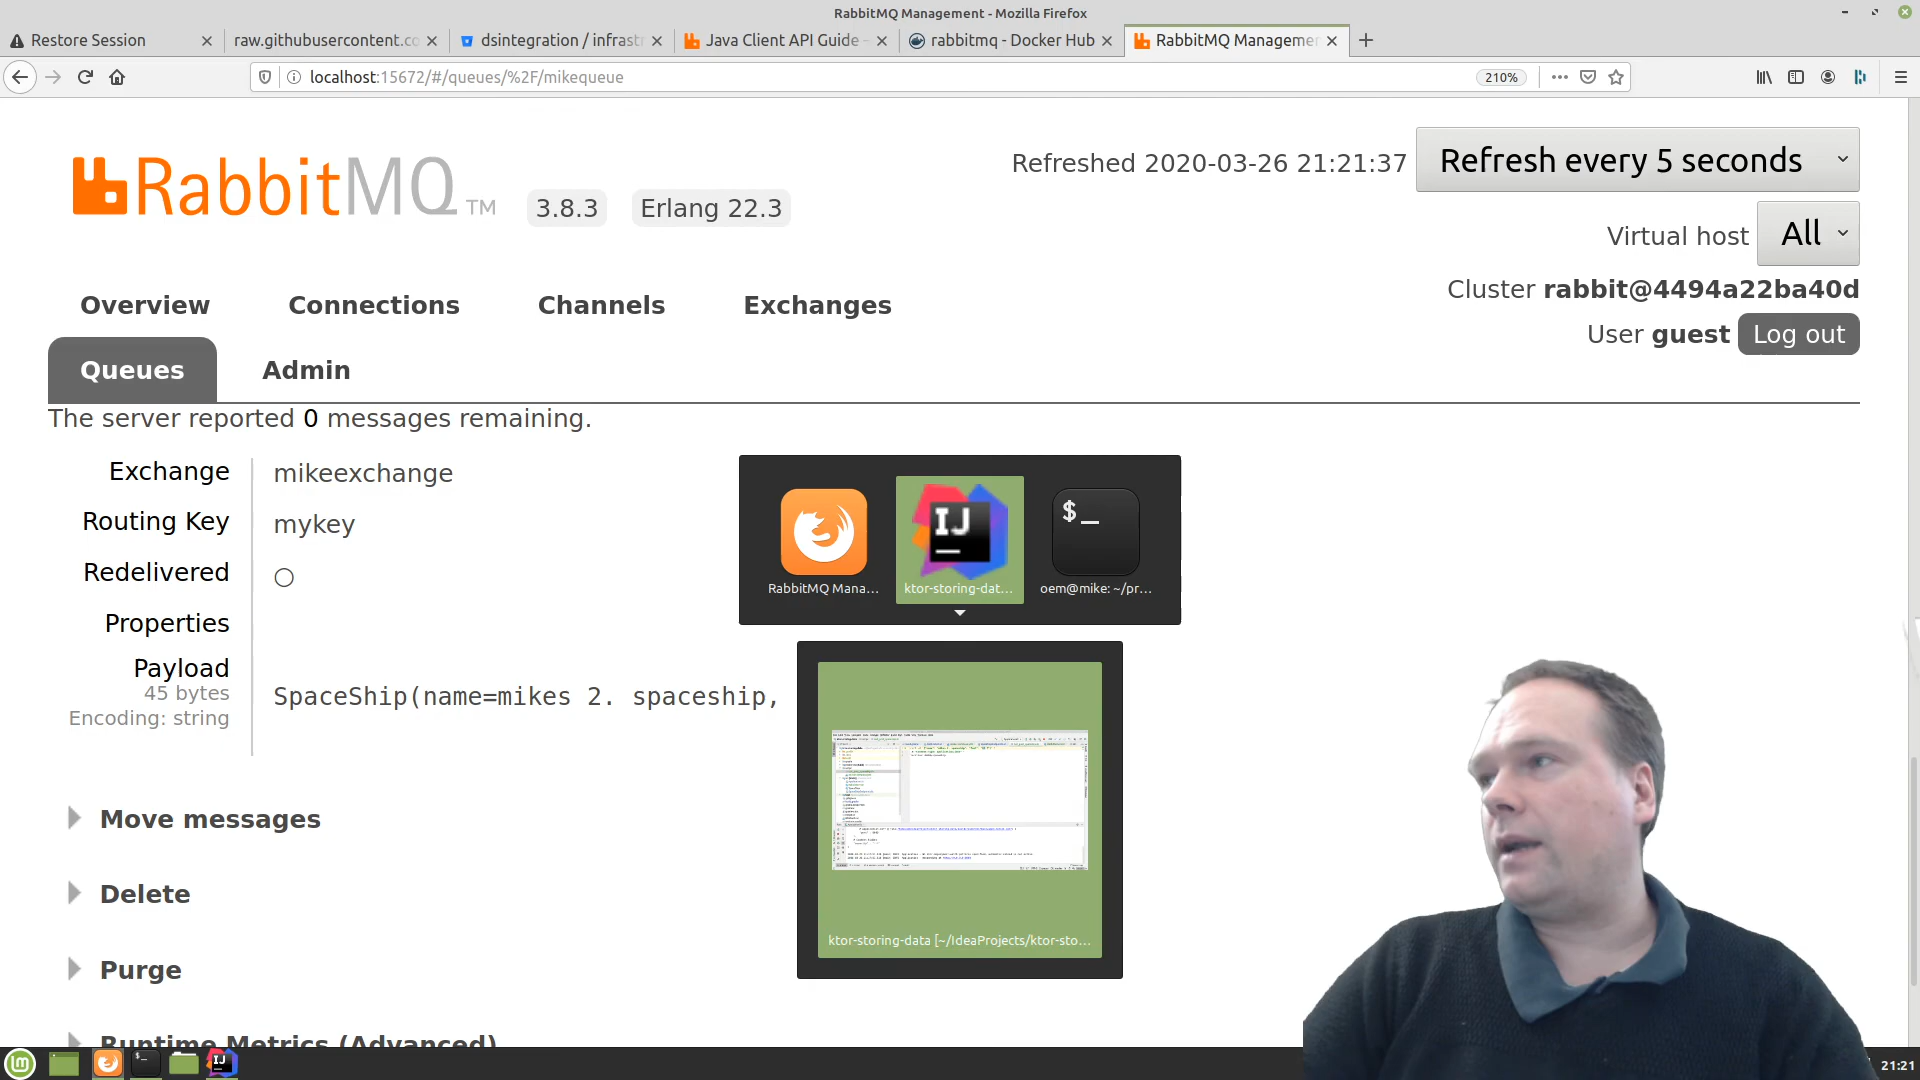 RabbitMQ Management - Mozilla Firefox
Restore Session
raw.githubusercontent.co
dsintegration / infrastr
Java Client API Guide -
rabbitmq - Docker Hub
RabbitMQ Managemen
localhost:15672/#/queues/%2F/mikequeue
210%
RabbitMQ TM
3.8.3
Erlang 22.3
Refreshed 2020-03-26 21:21:37
Refresh every 5 seconds
Virtual host All
Cluster rabbit@4494a22ba40d
User guest Log out
Overview
Connections
Channels
Exchanges
Queues
Admin
The server reported 0 messages remaining.
Exchange mikeexchange
Routing Key mykey
Redelivered ○
Properties
Payload
45 bytes
Encoding: string
SpaceShip(name=mikes 2. spaceship,
IJ
$_
RabbitMQ Mana...
ktor-storing-dat...
oem@mike: ~/pr...
ktor-storing-data [~/IdeaProjects/ktor-sto...
Move messages
Delete
Purge
Runtime Metrics (Advanced)
21:21